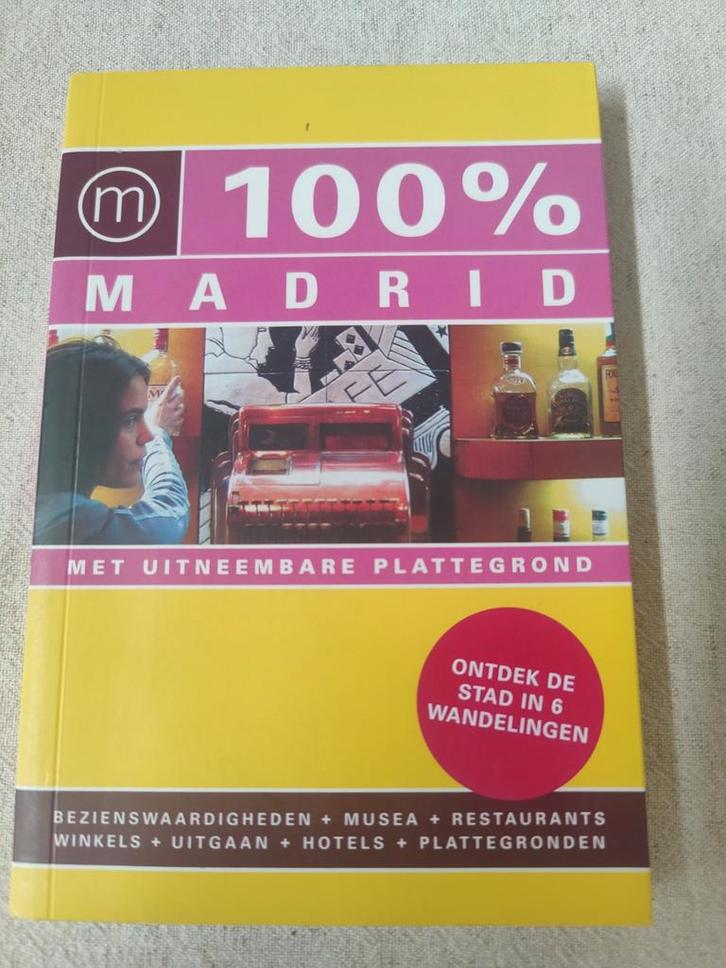 m
100%
MADRID
MET UITNEEMBARE PLATTEGROND
ONTDEK DE
STAD IN 6
WANDELINGEN
BEZIENSWAARDIGHEDEN + MUSEA + RESTAURANTS
WINKELS + UITGAAN + HOTELS + PLATTEGRONDEN